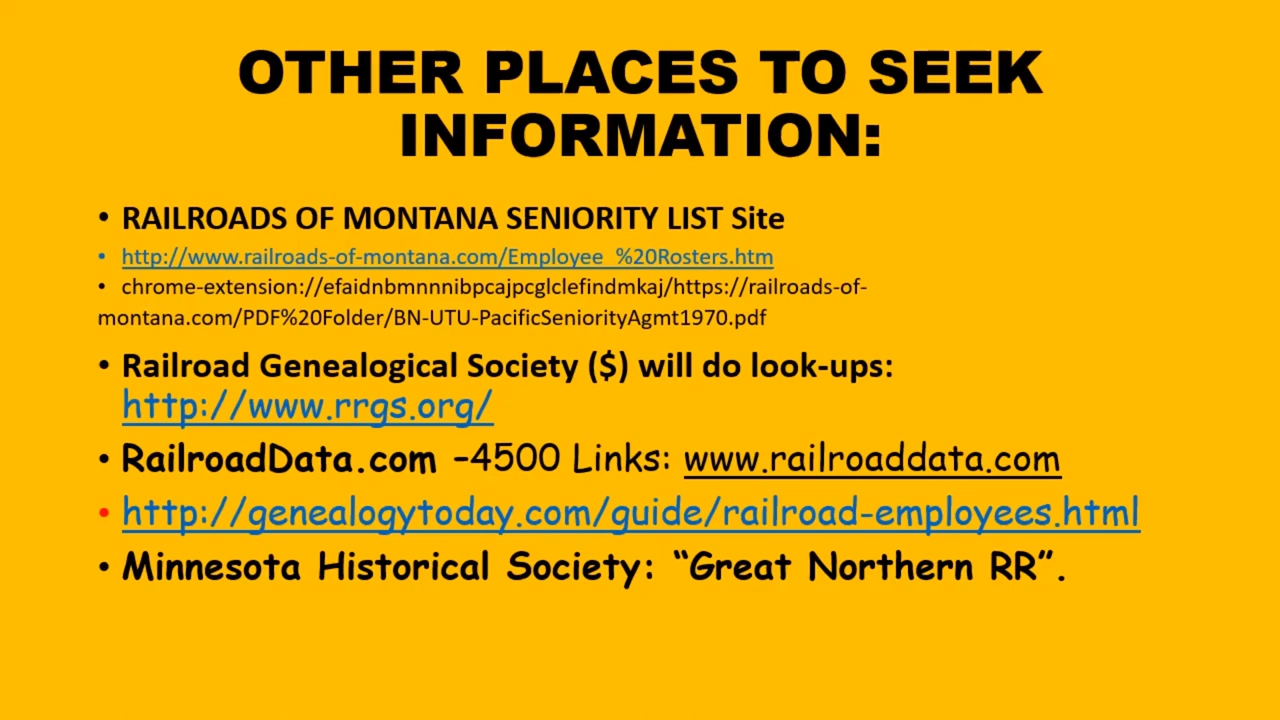 OTHER PLACES TO SEEK
INFORMATION:
• RAILROADS OF MONTANA SENIORITY LIST Site
• http://www.railroads-of-montana.com/Employee_%20Rosters.htm
• chrome-extension://efaidnbmnnnibpcajpcglclefindmkaj/https://railroads-of-
montana.com/PDF%20Folder/BN-UTU-PacificSeniorityAgmt1970.pdf
• Railroad Genealogical Society ($) will do look-ups:
http://www.rrgs.org/
• RailroadData.com –4500 Links: www.railroaddata.com
• http://genealogytoday.com/guide/railroad-employees.html
• Minnesota Historical Society: “Great Northern RR”.